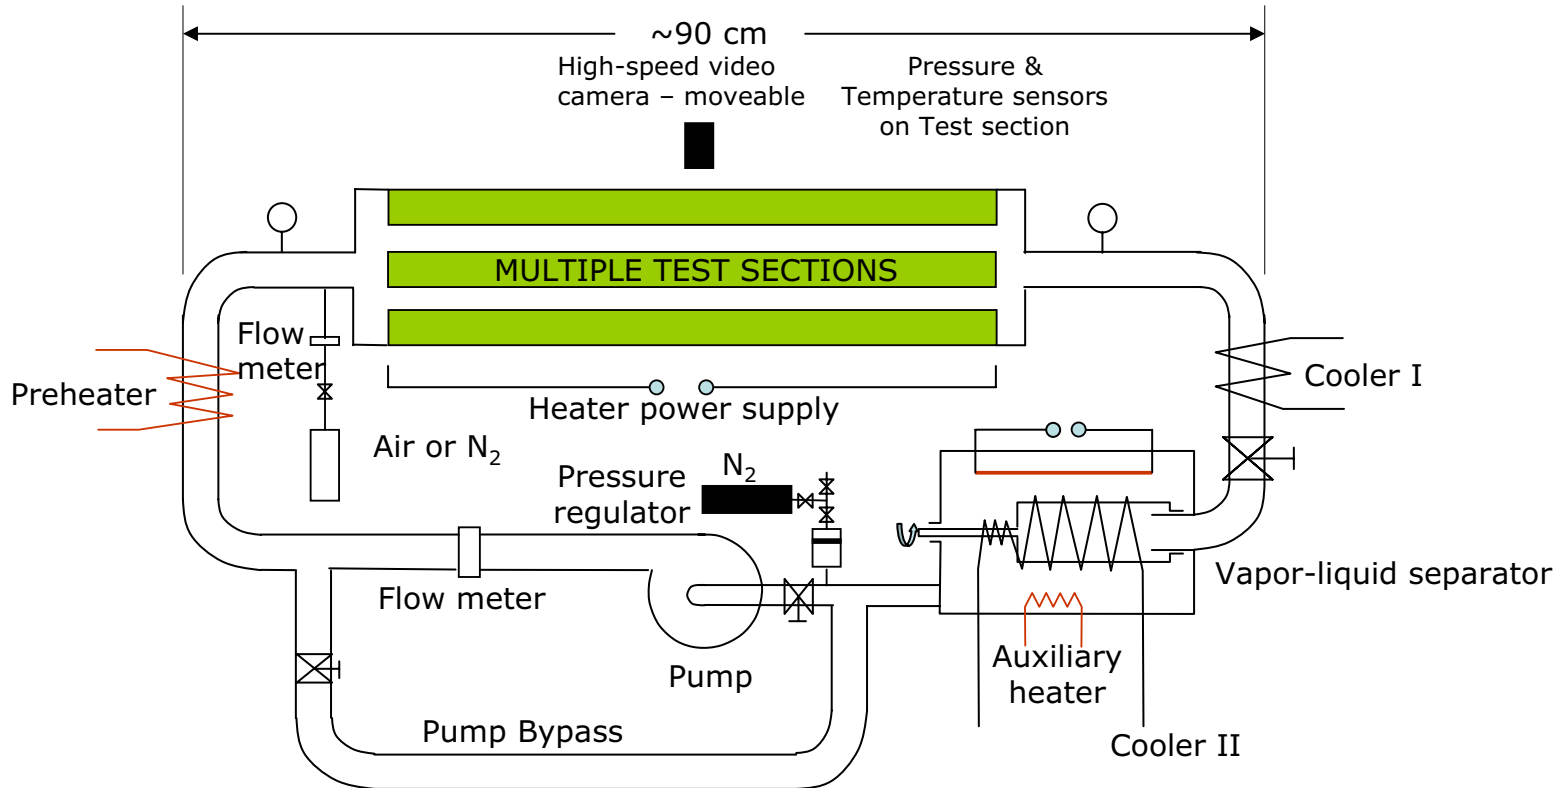 ~90 cm
High-speed video
camera – moveable
Pressure &
Temperature sensors
on Test section
MULTIPLE TEST SECTIONS
Flow
meter
Preheater
Cooler I
Heater power supply
Air or N₂
Pressure
regulator
N₂
Flow meter
Vapor-liquid separator
Pump
Auxiliary
heater
Pump Bypass
Cooler II